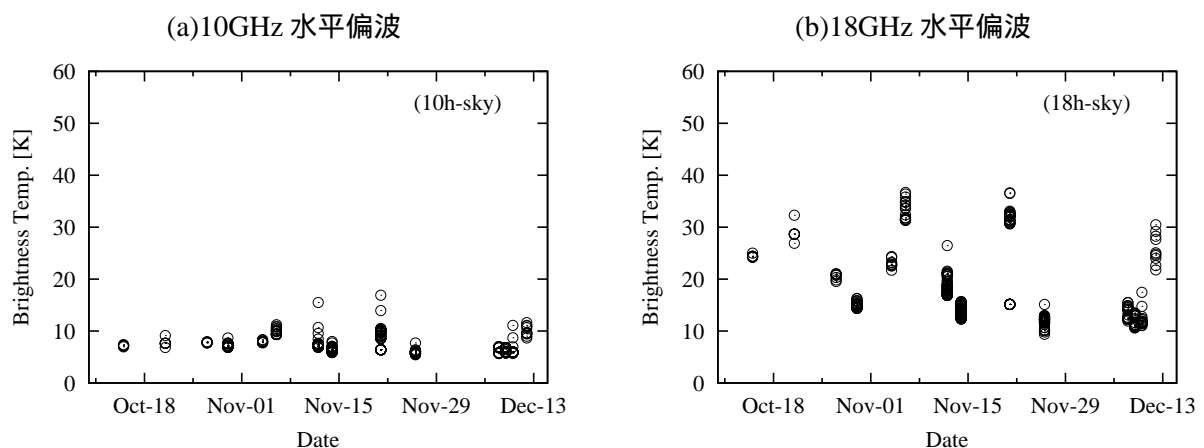 (a)10GHz 水平偏波
60
50
40
30
20
10
0
Brightness Temp. [K]
(10h-sky)
Oct-18 Nov-01 Nov-15 Nov-29 Dec-13
Date
(b)18GHz 水平偏波
60
50
40
30
20
10
0
Brightness Temp. [K]
(18h-sky)
Oct-18 Nov-01 Nov-15 Nov-29 Dec-13
Date